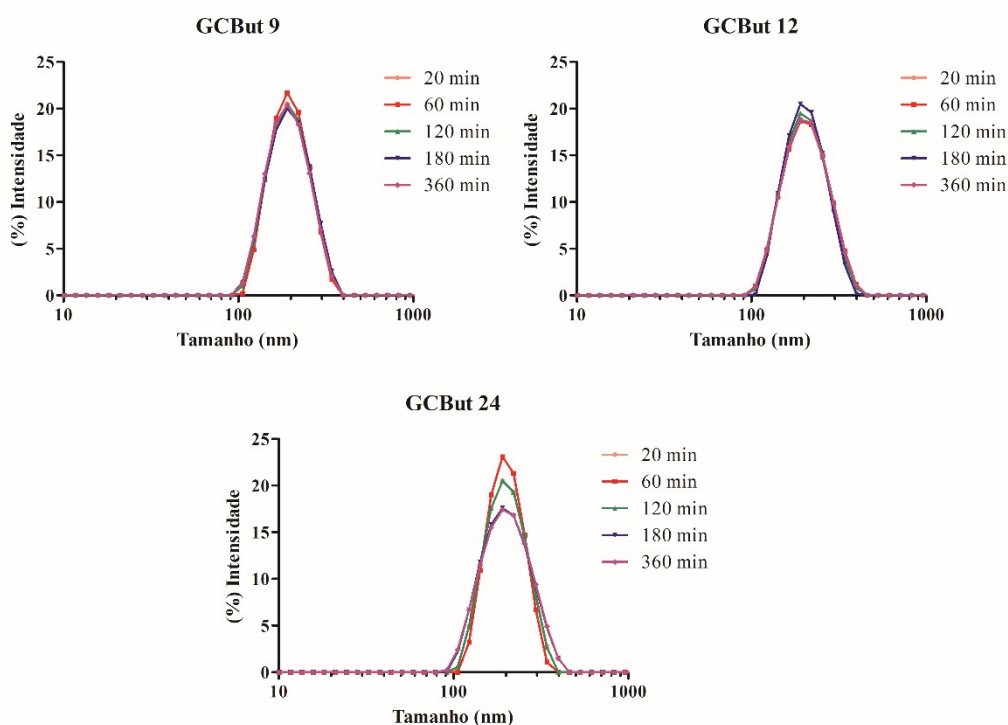 GCBut 9
(%) Intensidade
25
20
15
10
5
0
10
100
1000
Tamanho (nm)
20 min
60 min
120 min
180 min
360 min
GCBut 12
(%) Intensidade
25
20
15
10
5
0
10
100
1000
Tamanho (nm)
20 min
60 min
120 min
180 min
360 min
GCBut 24
(%) Intensidade
25
20
15
10
5
0
10
100
1000
Tamanho (nm)
20 min
60 min
120 min
180 min
360 min